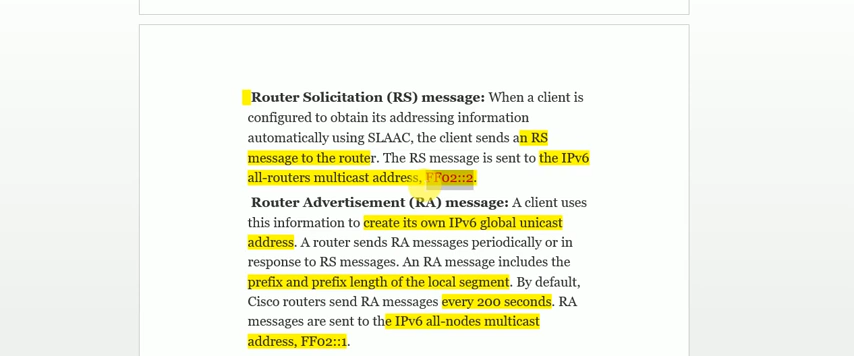 Router Solicitation (RS) message: When a client is
configured to obtain its addressing information
automatically using SLAAC, the client sends an RS
message to the router. The RS message is sent to the IPv6
all-routers multicast address, FF02::2.
Router Advertisement (RA) message: A client uses
this information to create its own IPv6 global unicast
address. A router sends RA messages periodically or in
response to RS messages. An RA message includes the
prefix and prefix length of the local segment. By default,
Cisco routers send RA messages every 200 seconds. RA
messages are sent to the IPv6 all-nodes multicast
address, FF02::1.